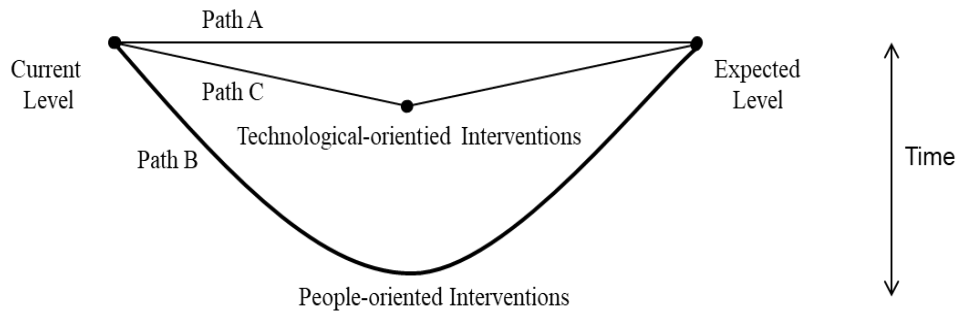 Path A
Current
Level
Expected
Level
Path C
Technological-orientied Interventions
Path B
Time
People-oriented Interventions